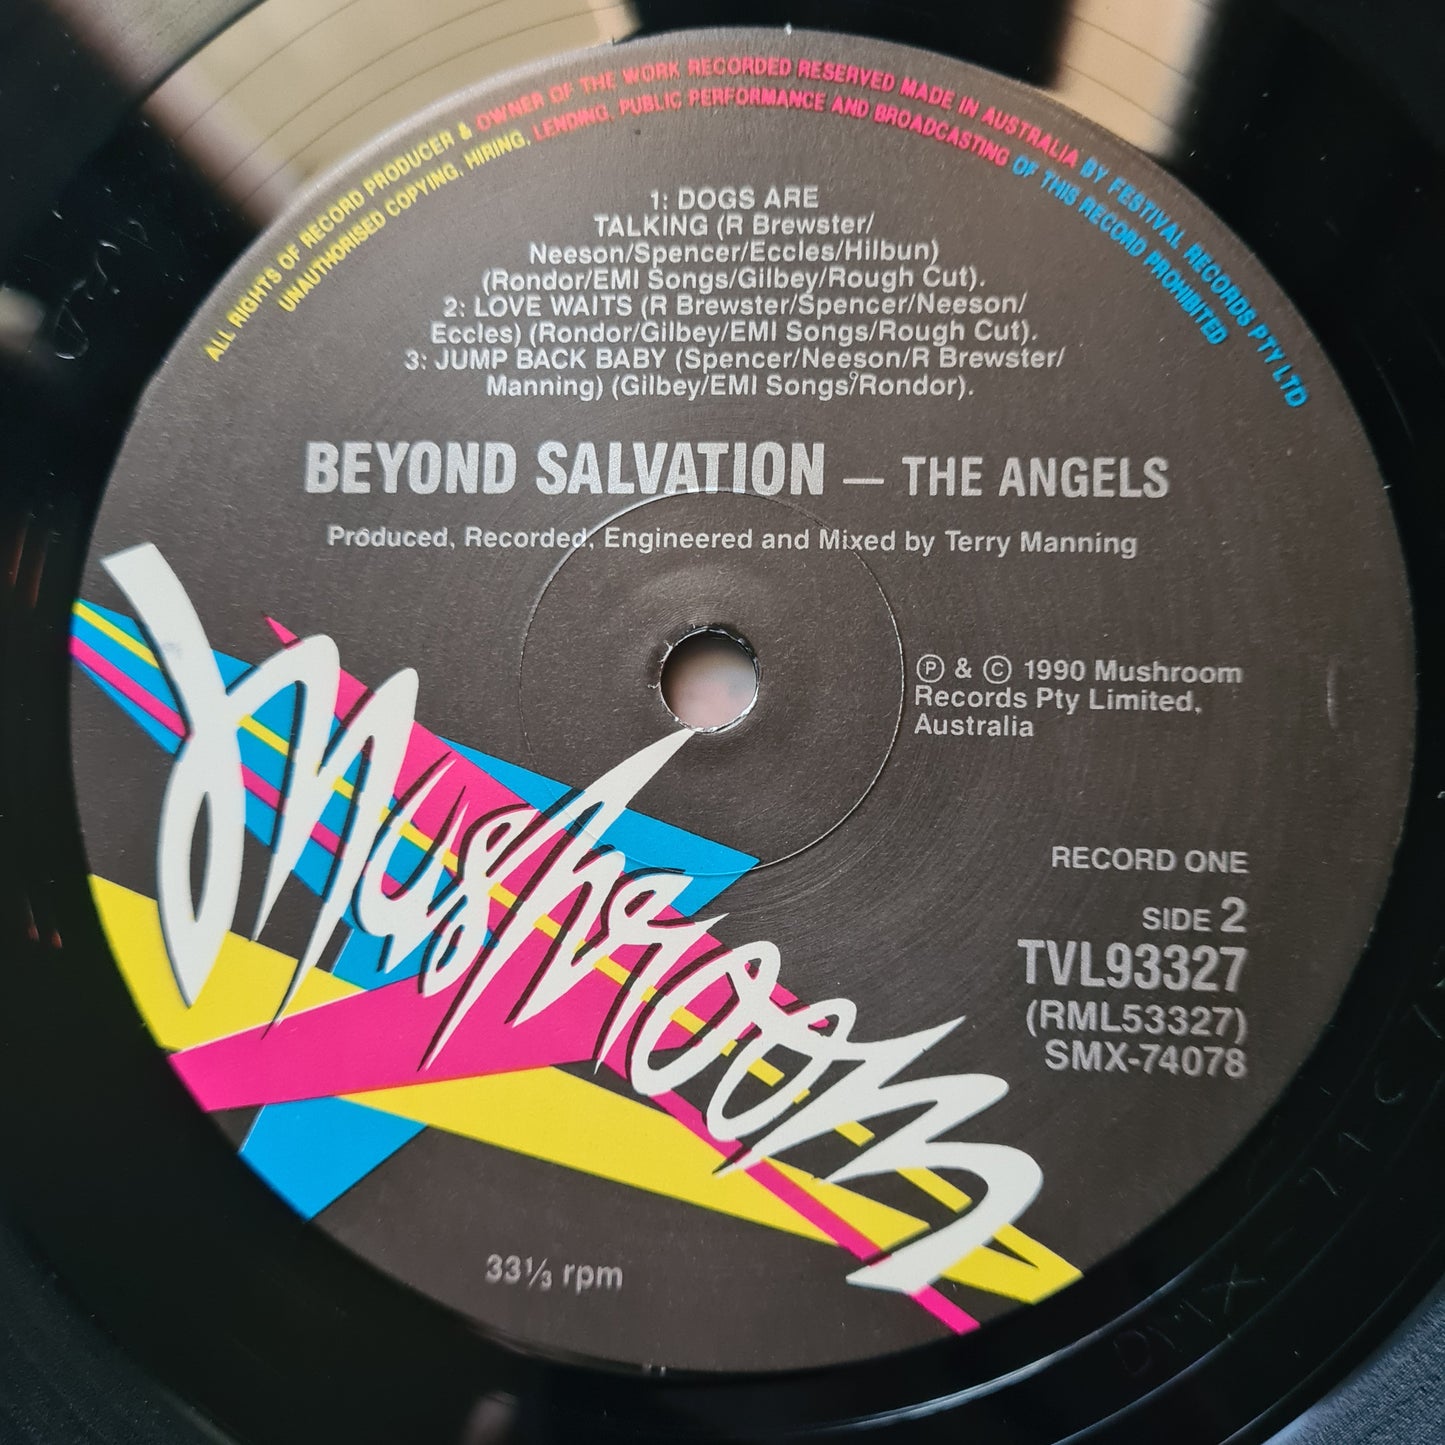 ALL RIGHTS OF RECORD PRODUCER & OWNER OF THE WORK RECORDED RESERVED MADE IN AUSTRALIA BY FESTIVAL RECORDS PTY LTD
UNAUTHORISED COPYING, HIRING, LENDING, PUBLIC PERFORMANCE AND BROADCASTING OF THIS RECORD PROHIBITED
1: DOGS ARE
TALKING (R Brewster/
Neeson/Spencer/Eccles/Hilbun)
(Rondor/EMI Songs/Gilbey/Rough Cut).
2: LOVE WAITS (R Brewster/Spencer/Neeson/
Eccles) (Rondor/Gilbey/EMI Songs/Rough Cut).
3: JUMP BACK BABY (Spencer/Neeson/R Brewster/
Manning) (Gilbey/EMI Songs/Rondor).
BEYOND SALVATION — THE ANGELS
Produced, Recorded, Engineered and Mixed by Terry Manning
Ⓟ & © 1990 Mushroom
Records Pty Limited,
Australia
mushroom
RECORD ONE
SIDE 2
TVL93327
(RML53327)
SMX-74078
33⅓ rpm